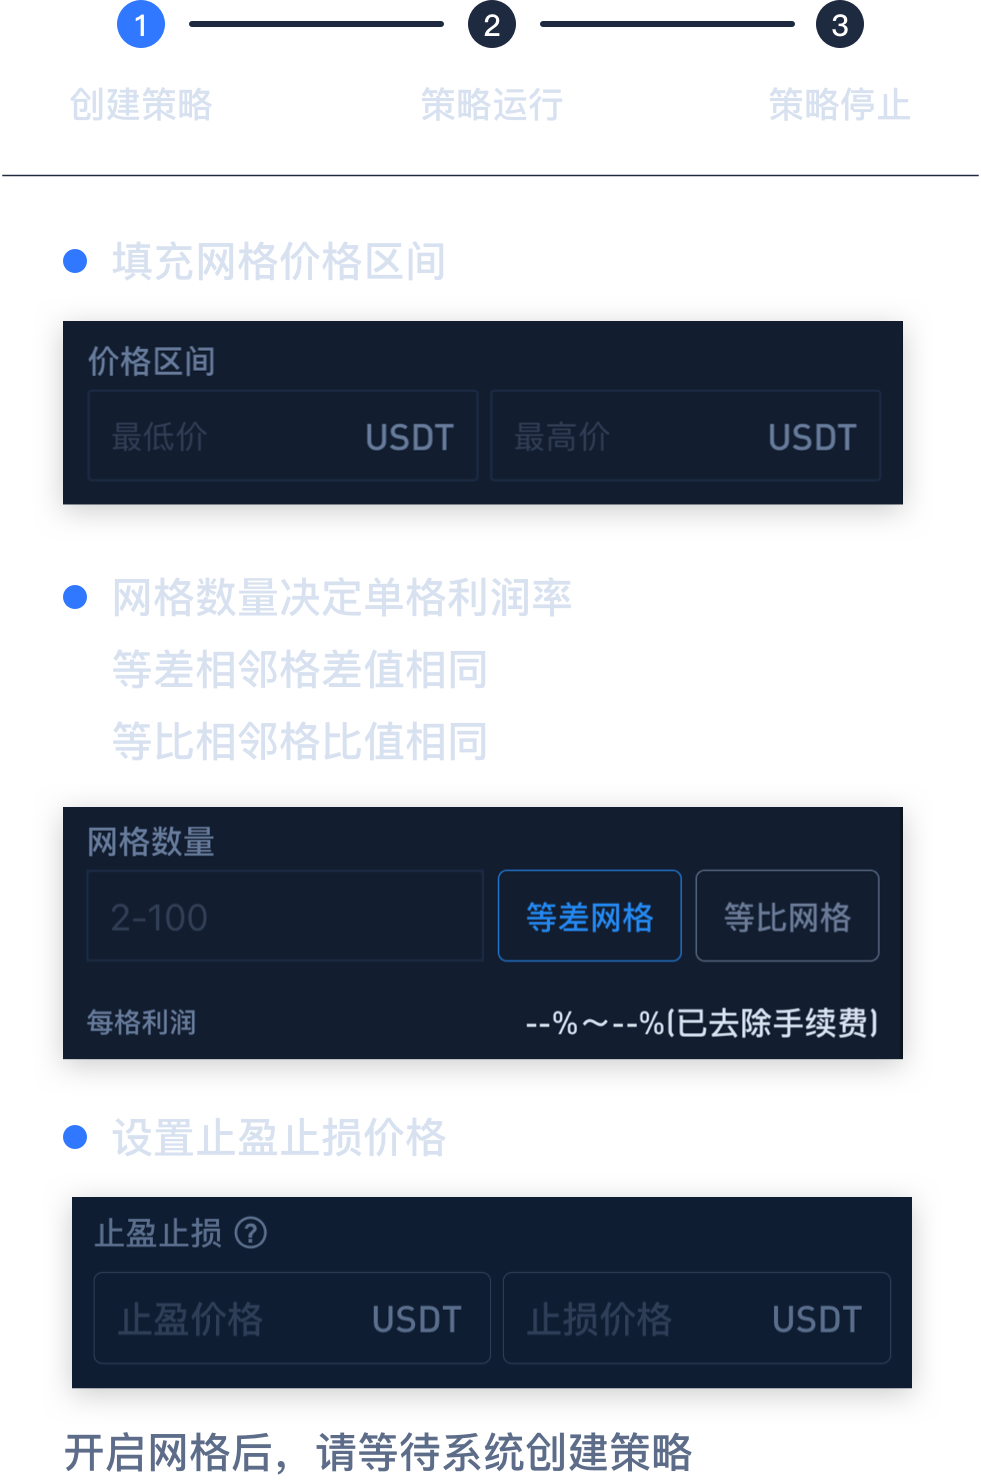 1 2 3
创建策略 策略运行 策略停止
填充网格价格区间
价格区间
最低价 USDT 最高价 USDT
网格数量决定单格利润率
等差相邻格差值相同
等比相邻格比值相同
网格数量
2-100 等差网格 等比网格
每格利润 --%～--%(已去除手续费)
设置止盈止损价格
止盈止损 ?
止盈价格 USDT 止损价格 USDT
开启网格后，请等待系统创建策略